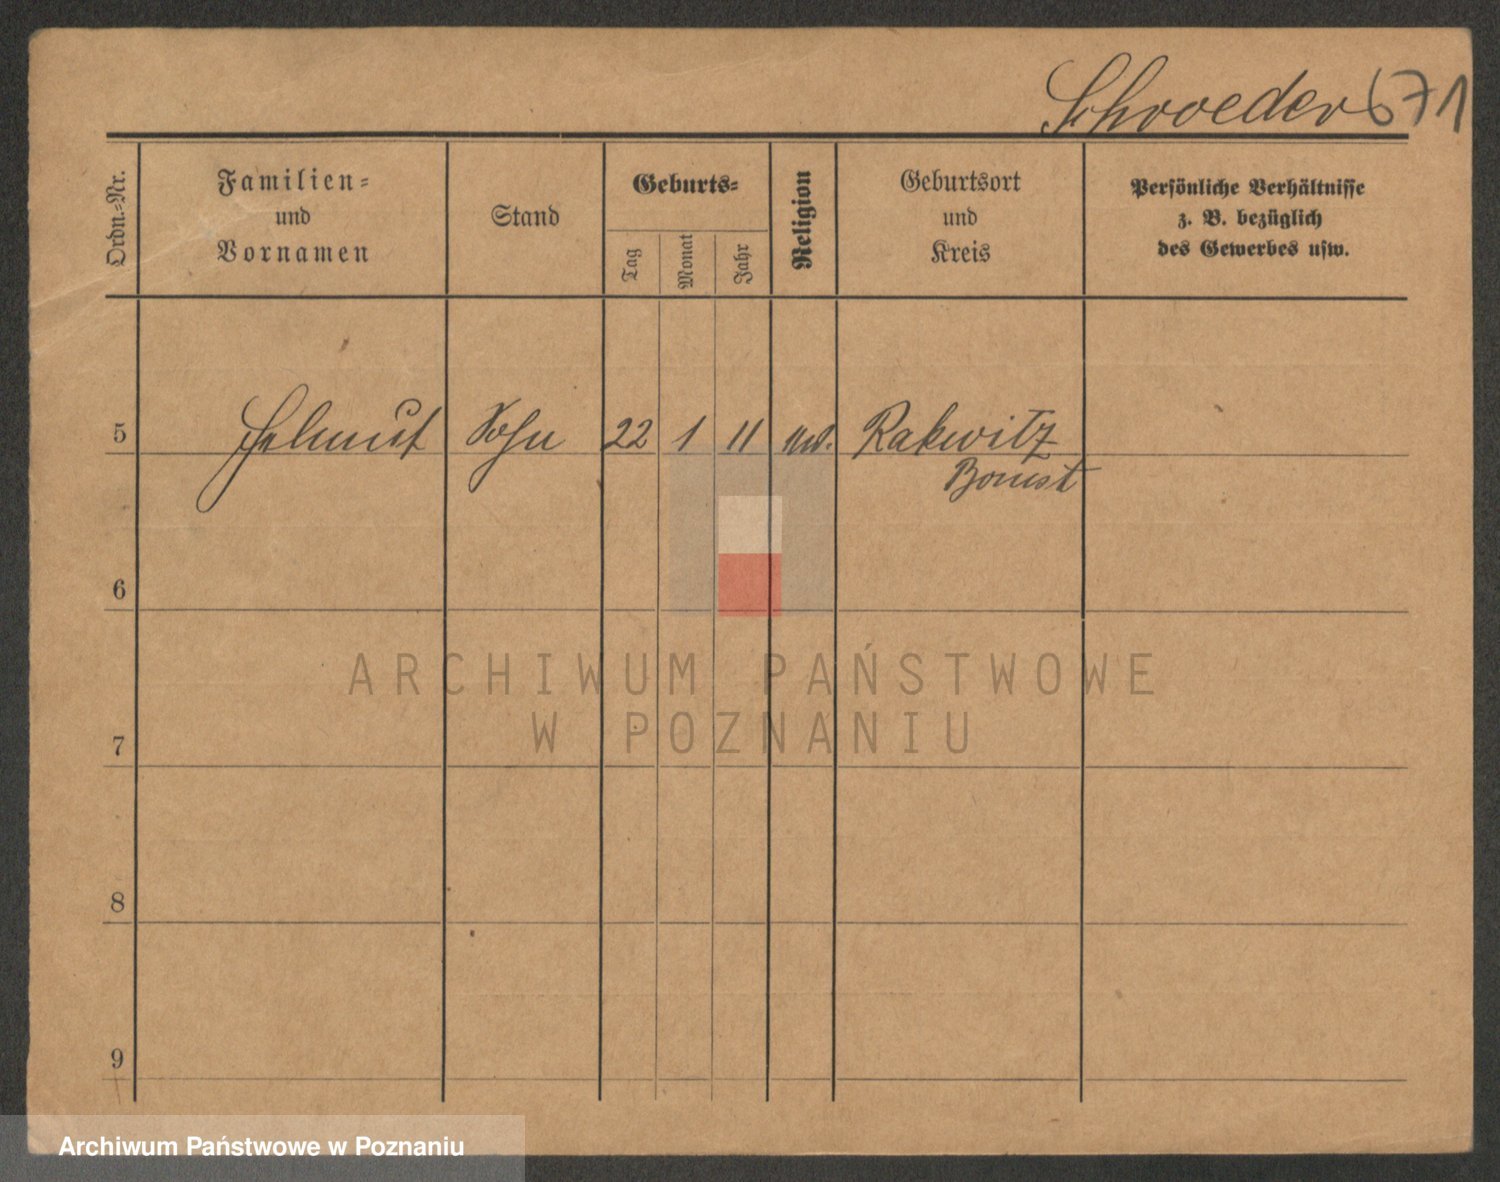 Schroeder 671
Ordn.-Nr.
Familien-
und
Vornamen
Stand
Geburts-
Tag
Monat
Jahr
Religion
Geburtsort
und
Kreis
Persönliche Verhältnisse
z. B. bezüglich
des Gewerbes usw.
5 Helmut Sohn 22 1 11 Rakwitz
Bomst
6
ARCHIWUM PAŃSTWOWE
W POZNANIU
7
8
9
Archiwum Państwowe w Poznaniu